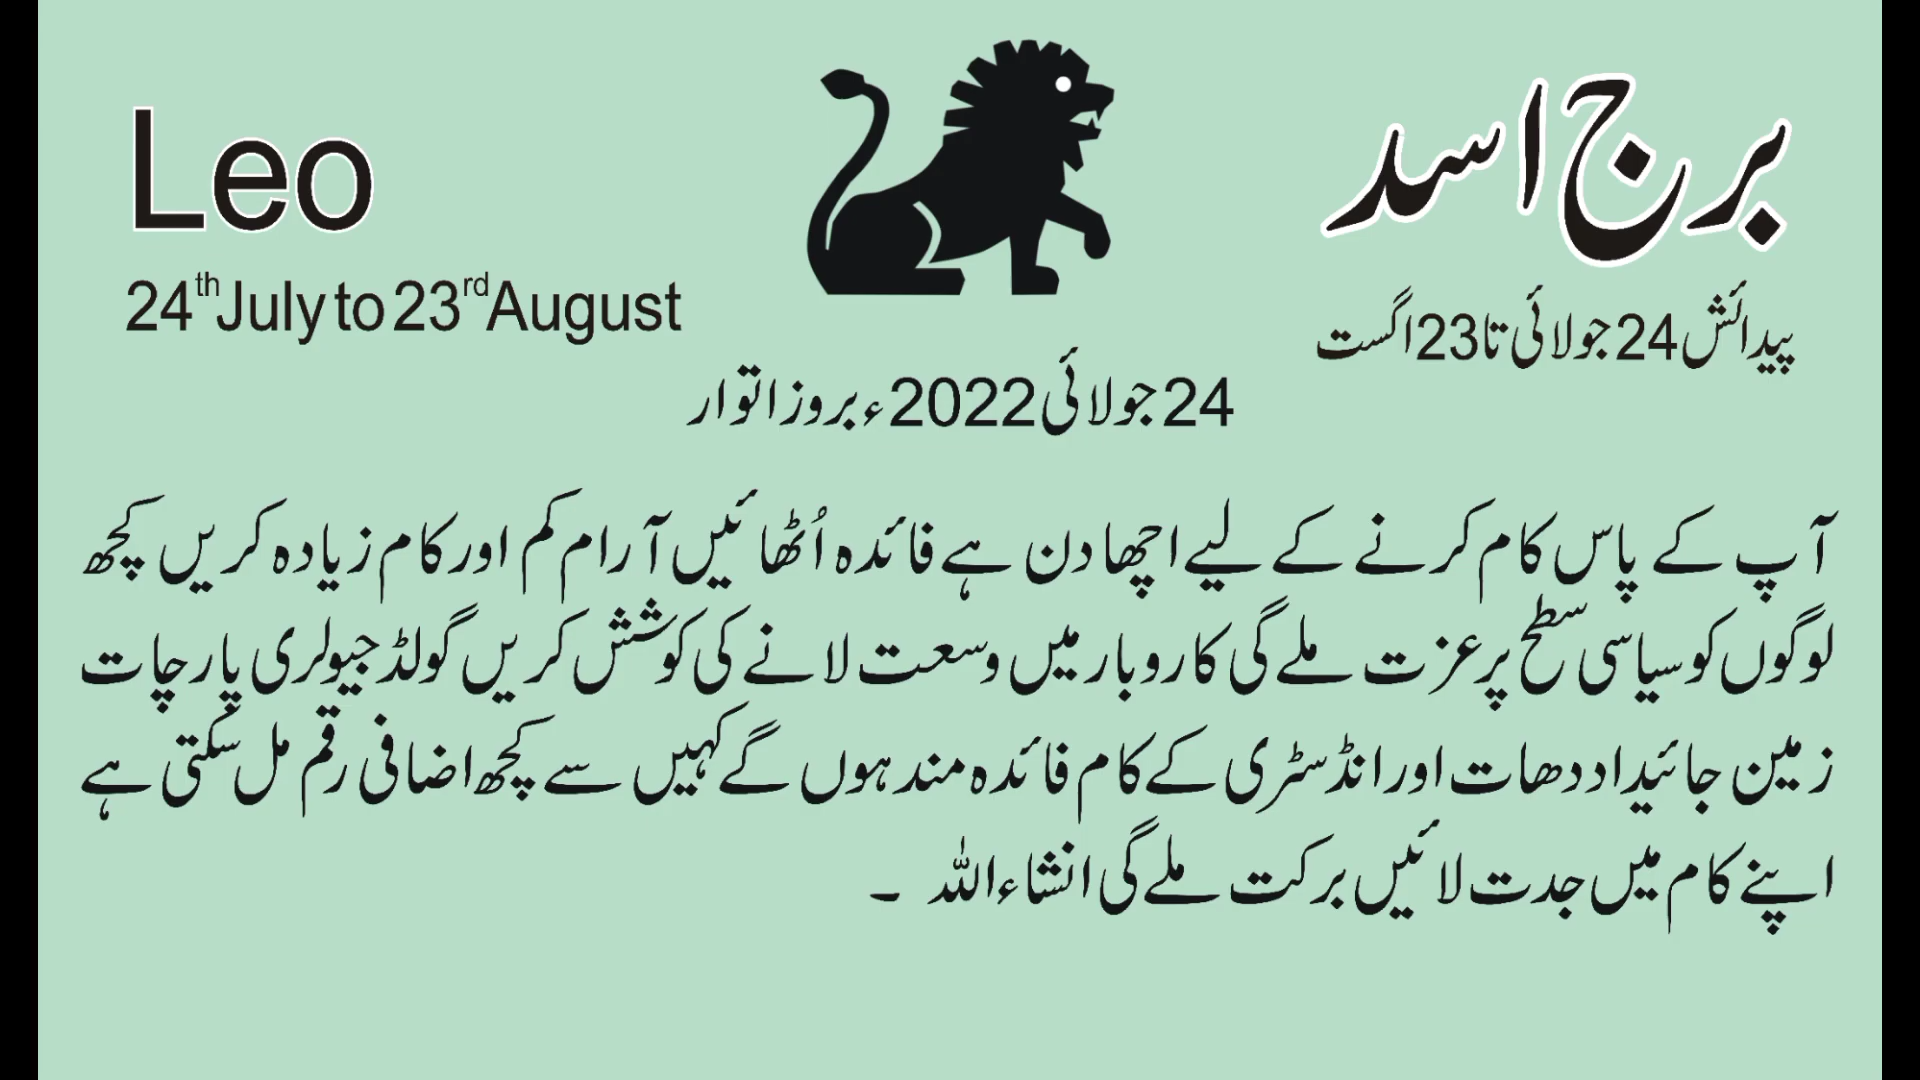 Leo
برج اسد
24th July to 23rd August
پیدائش 24 جولائی تا 23 اگست
24 جولائی 2022ء بروز اتوار
آپ کے پاس کام کرنے کے لیے اچھا دن ہے فائدہ اُٹھائیں آرام کم اور کام زیادہ کریں کچھ
لوگوں کو سیاسی سطح پر عزت ملے گی کاروبار میں وسعت لانے کی کوشش کریں گولڈ جیولری پارچات
زمین جائیداد دھات اور انڈسٹری کے کام فائدہ مند ہوں گے کہیں سے کچھ اضافی رقم مل سکتی ہے
اپنے کام میں جدت لائیں برکت ملے گی انشاء اللہ ۔